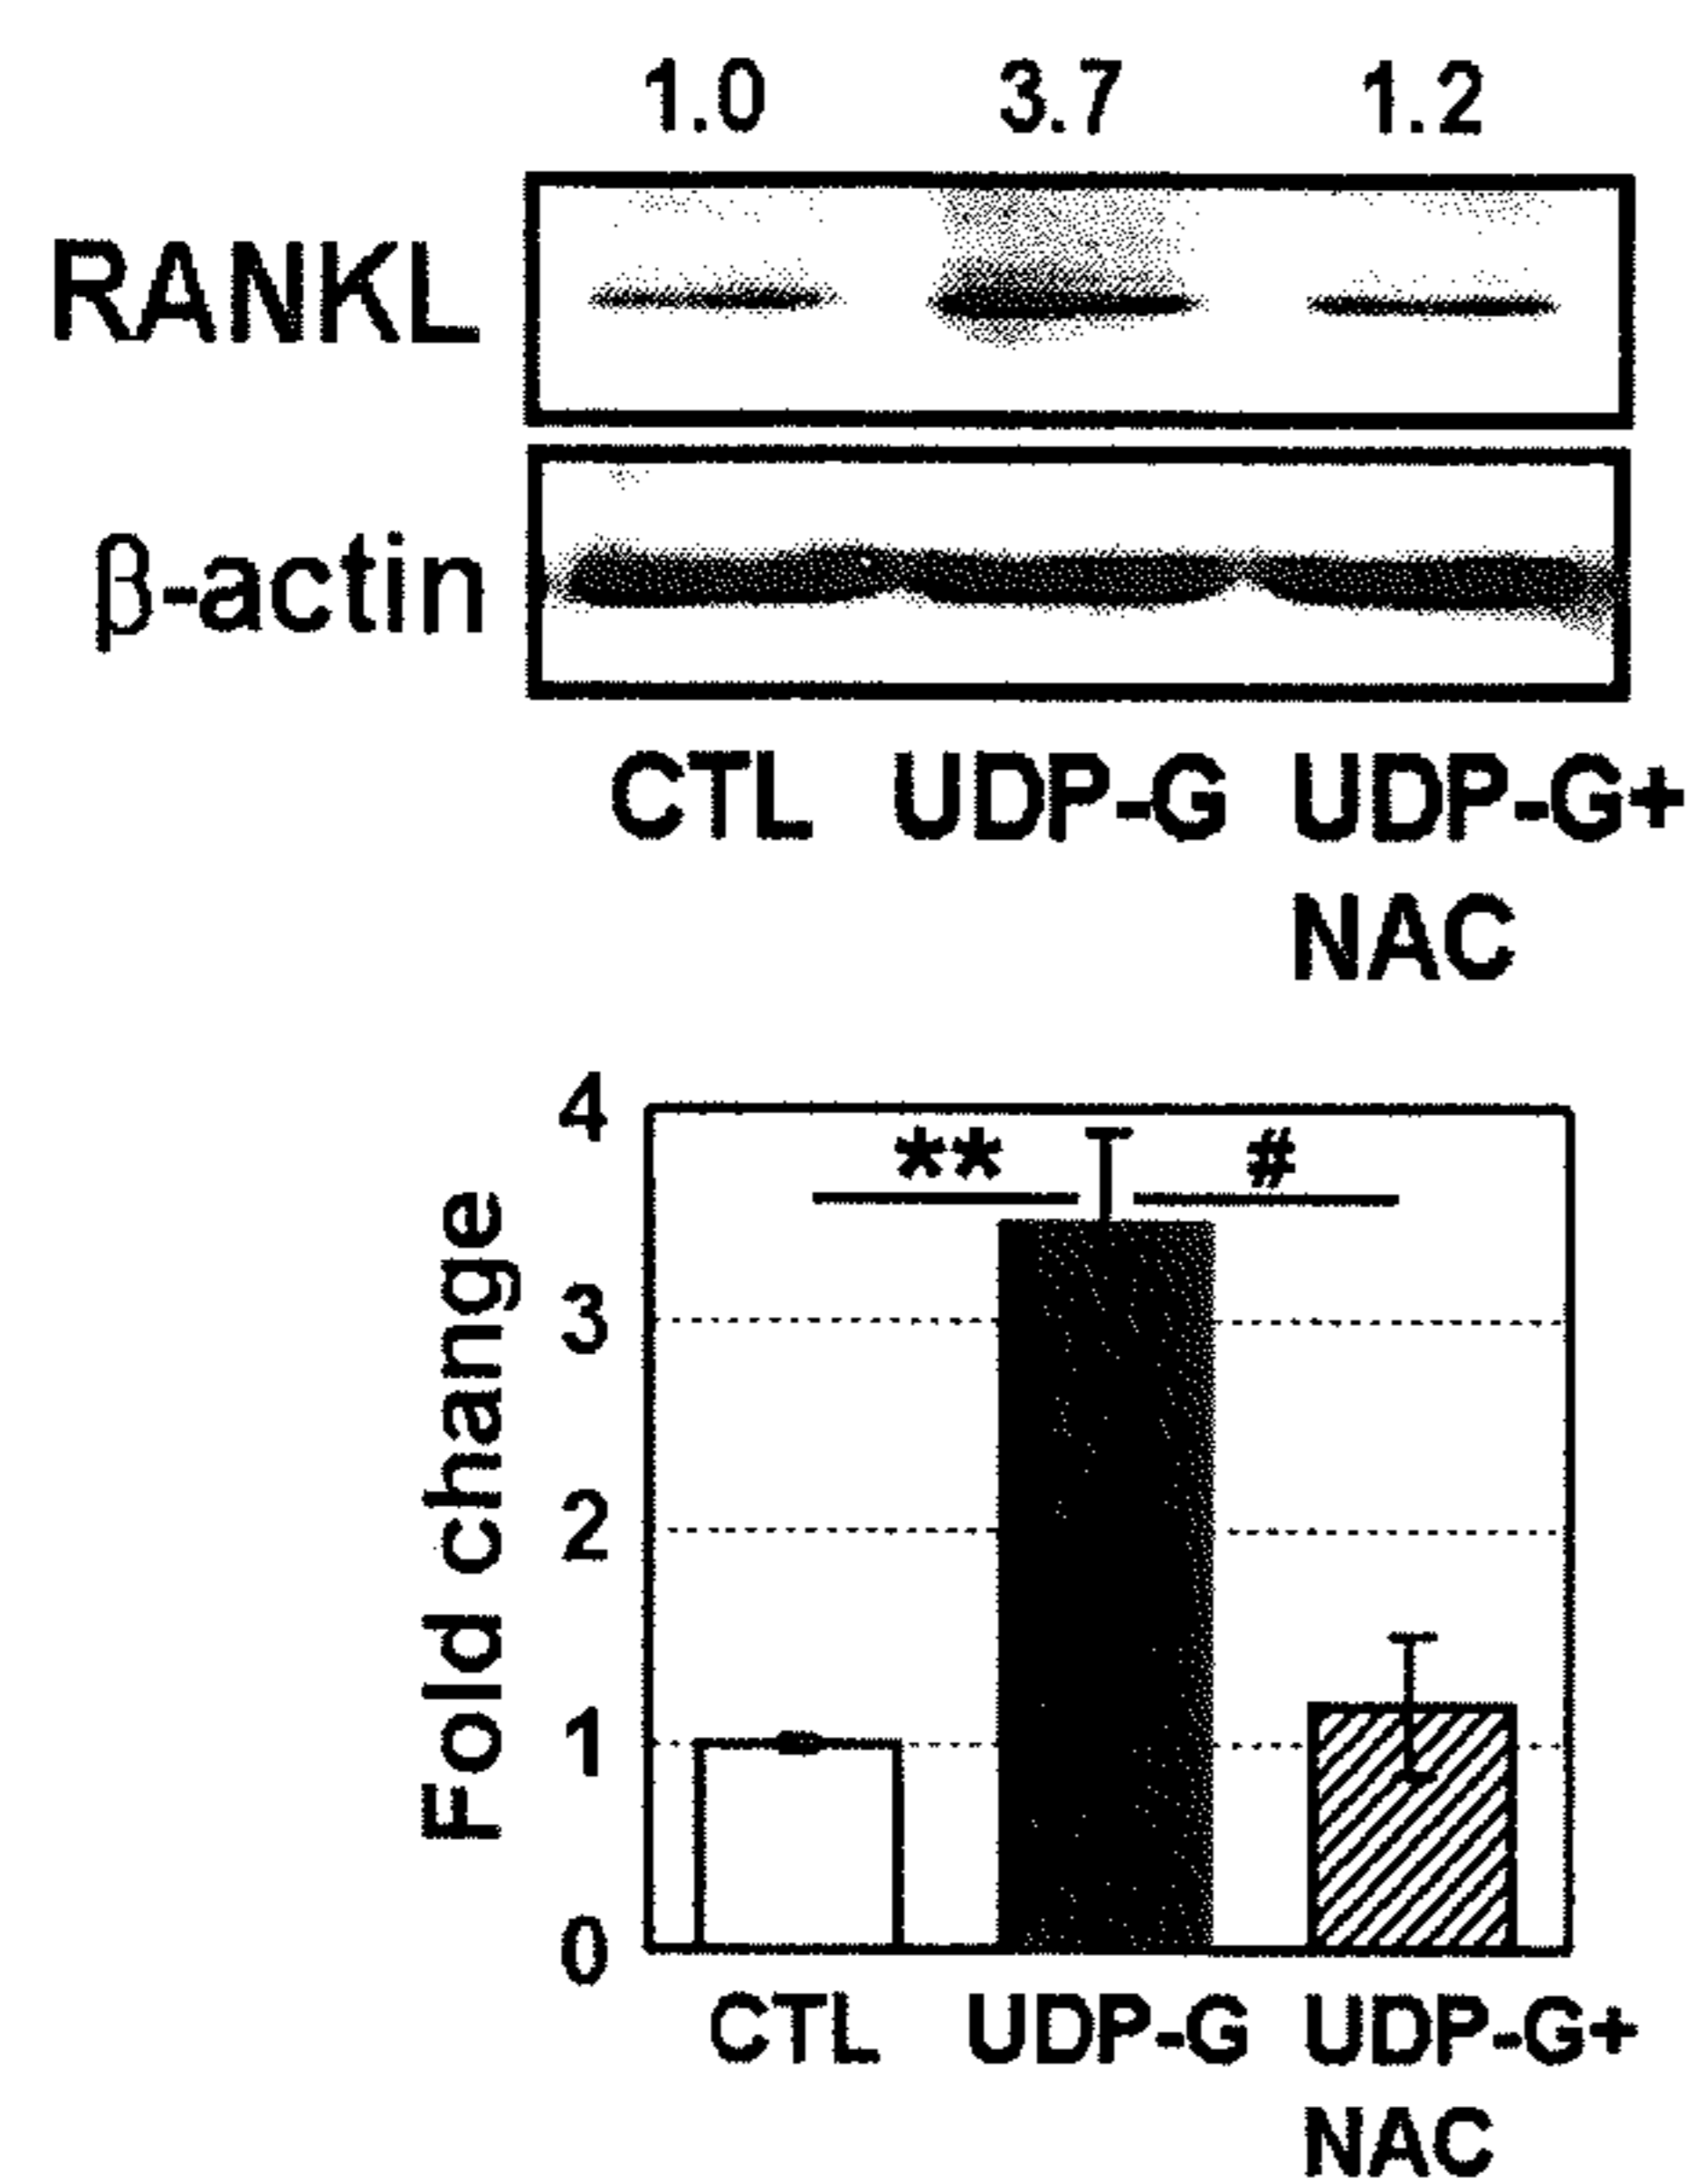 1.0 3.7 1.2
RANKL
β-actin
CTL UDP-G UDP-G+
NAC
4
** #
3
2
1
0
Fold change
CTL UDP-G UDP-G+
NAC